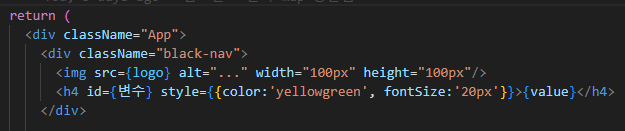 return (
<div className="App">
<div className="black-nav">
<img src={logo} alt="..." width="100px" height="100px"/>
<h4 id={변수} style={{color:'yellowgreen', fontSize:'20px'}}>{value}</h4>
</div>